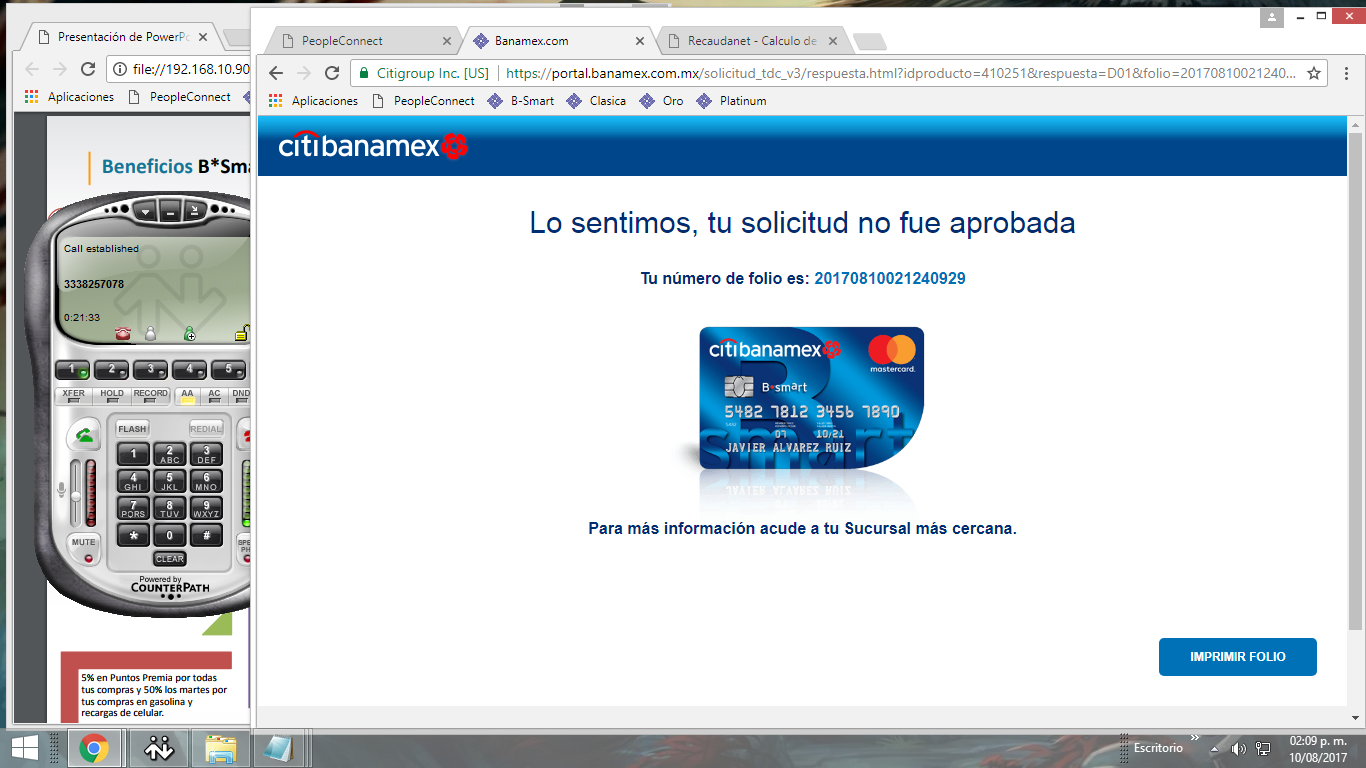 Presentación de PowerPo
PeopleConnect
Banamex.com
Recaudanet - Calculo de
file://192.168.10.90
Citigroup Inc. [US]
https://portal.banamex.com.mx/solicitud_tdc_v3/respuesta.html?idproducto=410251&respuesta=D01&folio=20170810021240...
Aplicaciones
PeopleConnect
Aplicaciones
PeopleConnect
B-Smart
Clasica
Oro
Platinum
Beneficios B*Sma
citibanamex
Lo sentimos, tu solicitud no fue aprobada
Tu número de folio es: 20170810021240929
citibanamex
mastercard.
B•smart
5482 7812 3456 7890
07 10/21
JAVIER ALVAREZ RUIZ
smart
Para más información acude a tu Sucursal más cercana.
IMPRIMIR FOLIO
Call established
3338257078
0:21:33
1 2 3 4 5
XFER HOLD RECORD AA AC DND
FLASH REDIAL
1 2 ABC 3 DEF
4 GHI 5 JKL 6 MNO
7 PQRS 8 TUV 9 WXYZ
* 0 #
MUTE
CLEAR
Powered by
COUNTERPATH
5% en Puntos Premia por todas
tus compras y 50% los martes por
tus compras en gasolina y
recargas de celular.
Escritorio
02:09 p. m.
10/08/2017